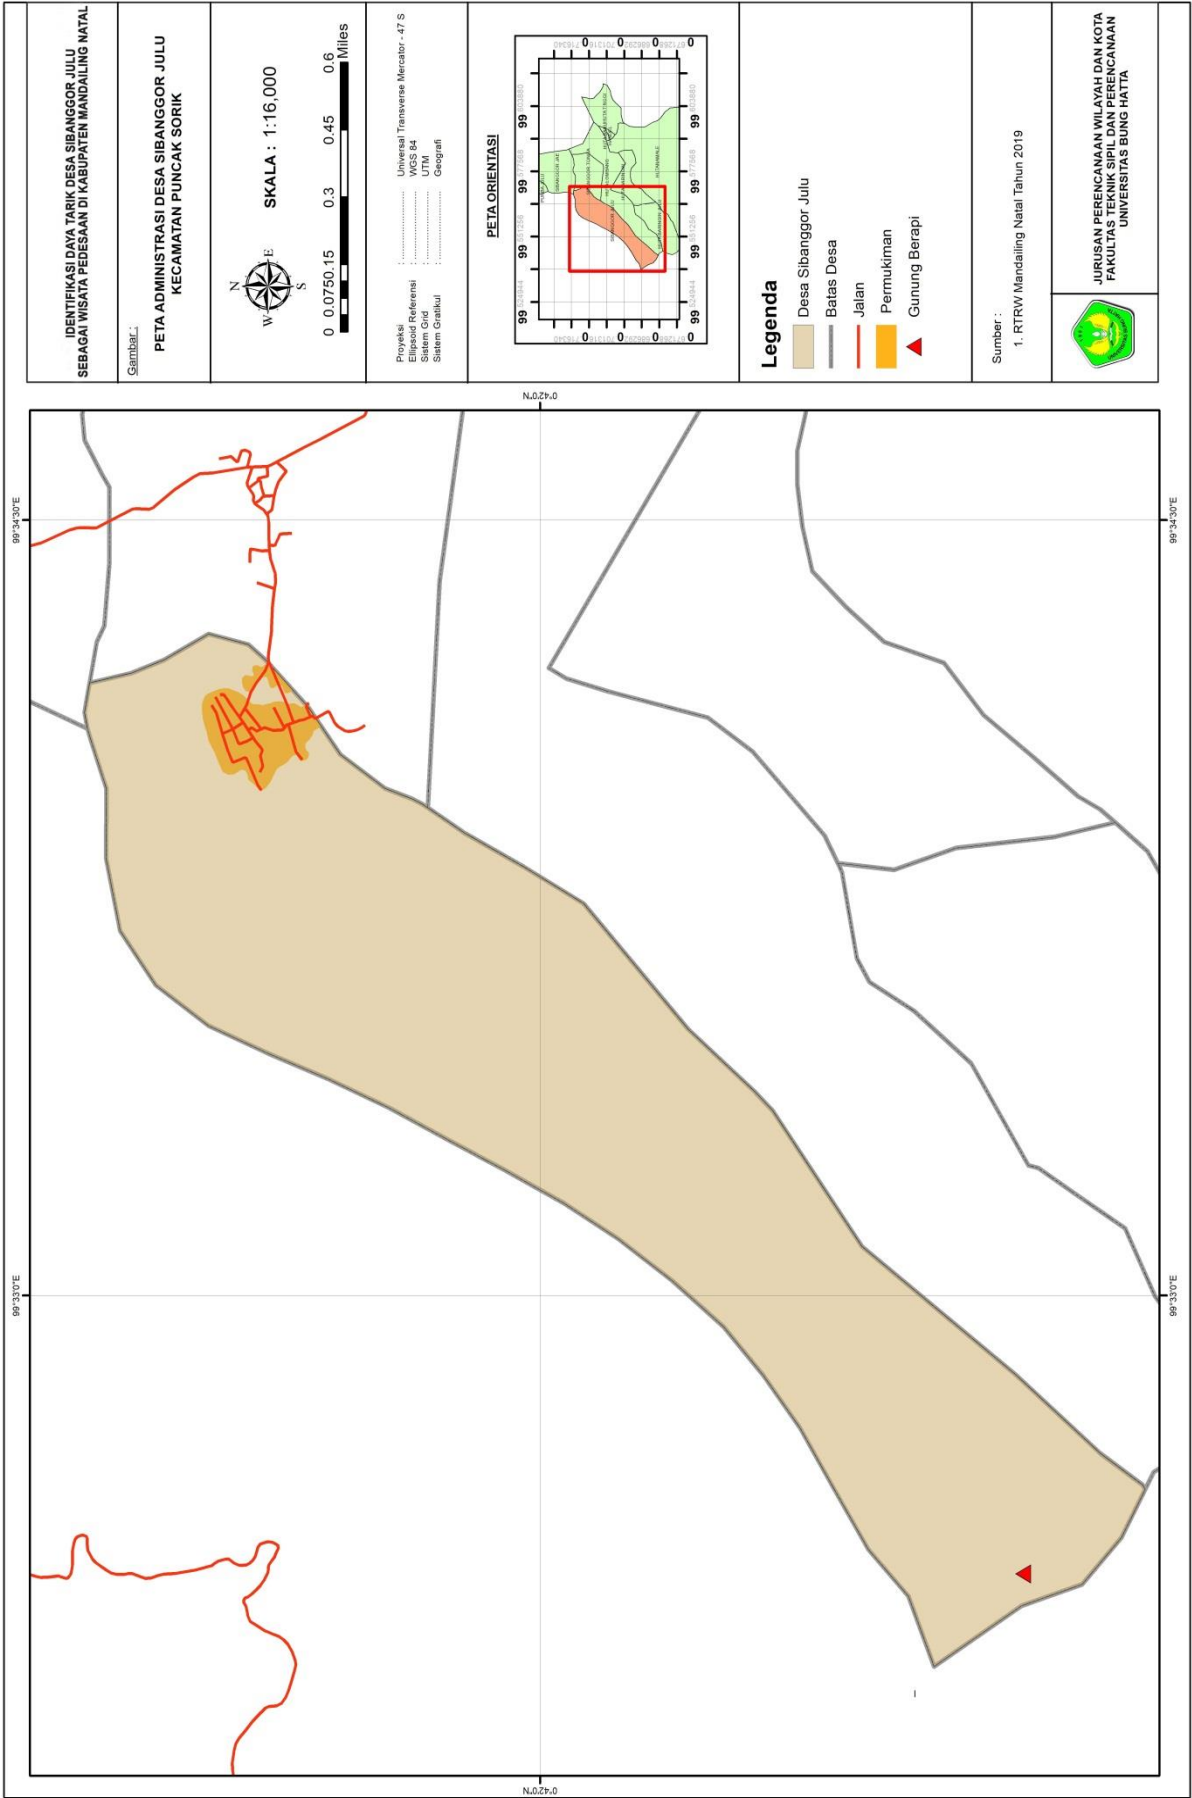 IDENTIFIKASI DAYA TARIK DESA SIBANGGOR JULU
SEBAGAI WISATA PEDESAAN DI KABUPATEN MANDAILING NATAL
Gambar :
PETA ADMINISTRASI DESA SIBANGGOR JULU
KECAMATAN PUNCAK SORIK
N
W
E
S
SKALA : 1:16,000
0 0.075 0.15 0.3 0.45 0.6
Miles
Proyeksi : Universal Transverse Mercator - 47 S
Ellipsoid Referensi : WGS 84
Sistem Grid : UTM
Sistem Gratikul : Geografi
PETA ORIENTASI
Legenda
Desa Sibanggor Julu
Batas Desa
Jalan
Permukiman
Gunung Berapi
Sumber :
1. RTRW Mandailing Natal Tahun 2019
JURUSAN PERENCANAAN WILAYAH DAN KOTA
FAKULTAS TEKNIK SIPIL DAN PERENCANAAN
UNIVERSITAS BUNG HATTA
99°33'0"E
99°34'30"E
0°42'0"N
0°42'0"N
99°33'0"E
99°34'30"E